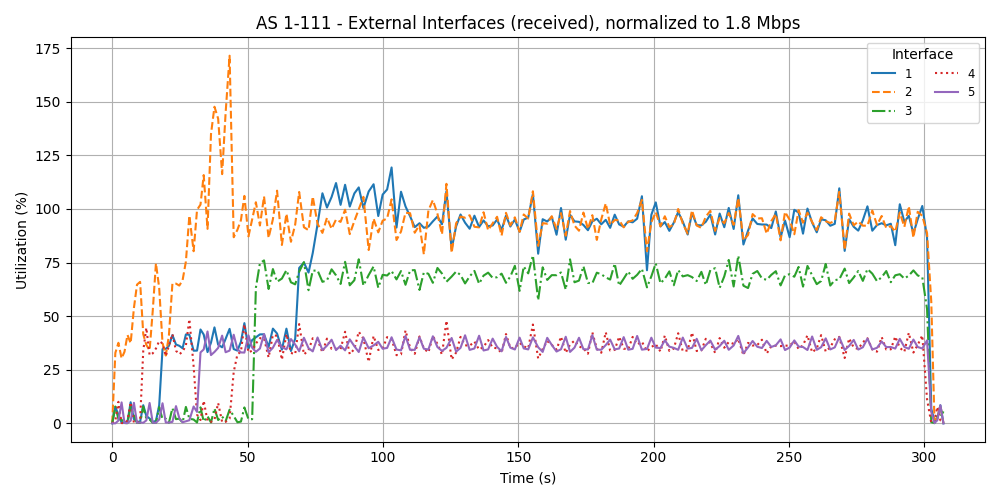 AS 1-111 - External Interfaces (received), normalized to 1.8 Mbps
Utilization (%)
175
150
125
100
75
50
25
0
0 50 100 150 200 250 300
Time (s)
Interface
1 4
2 5
3